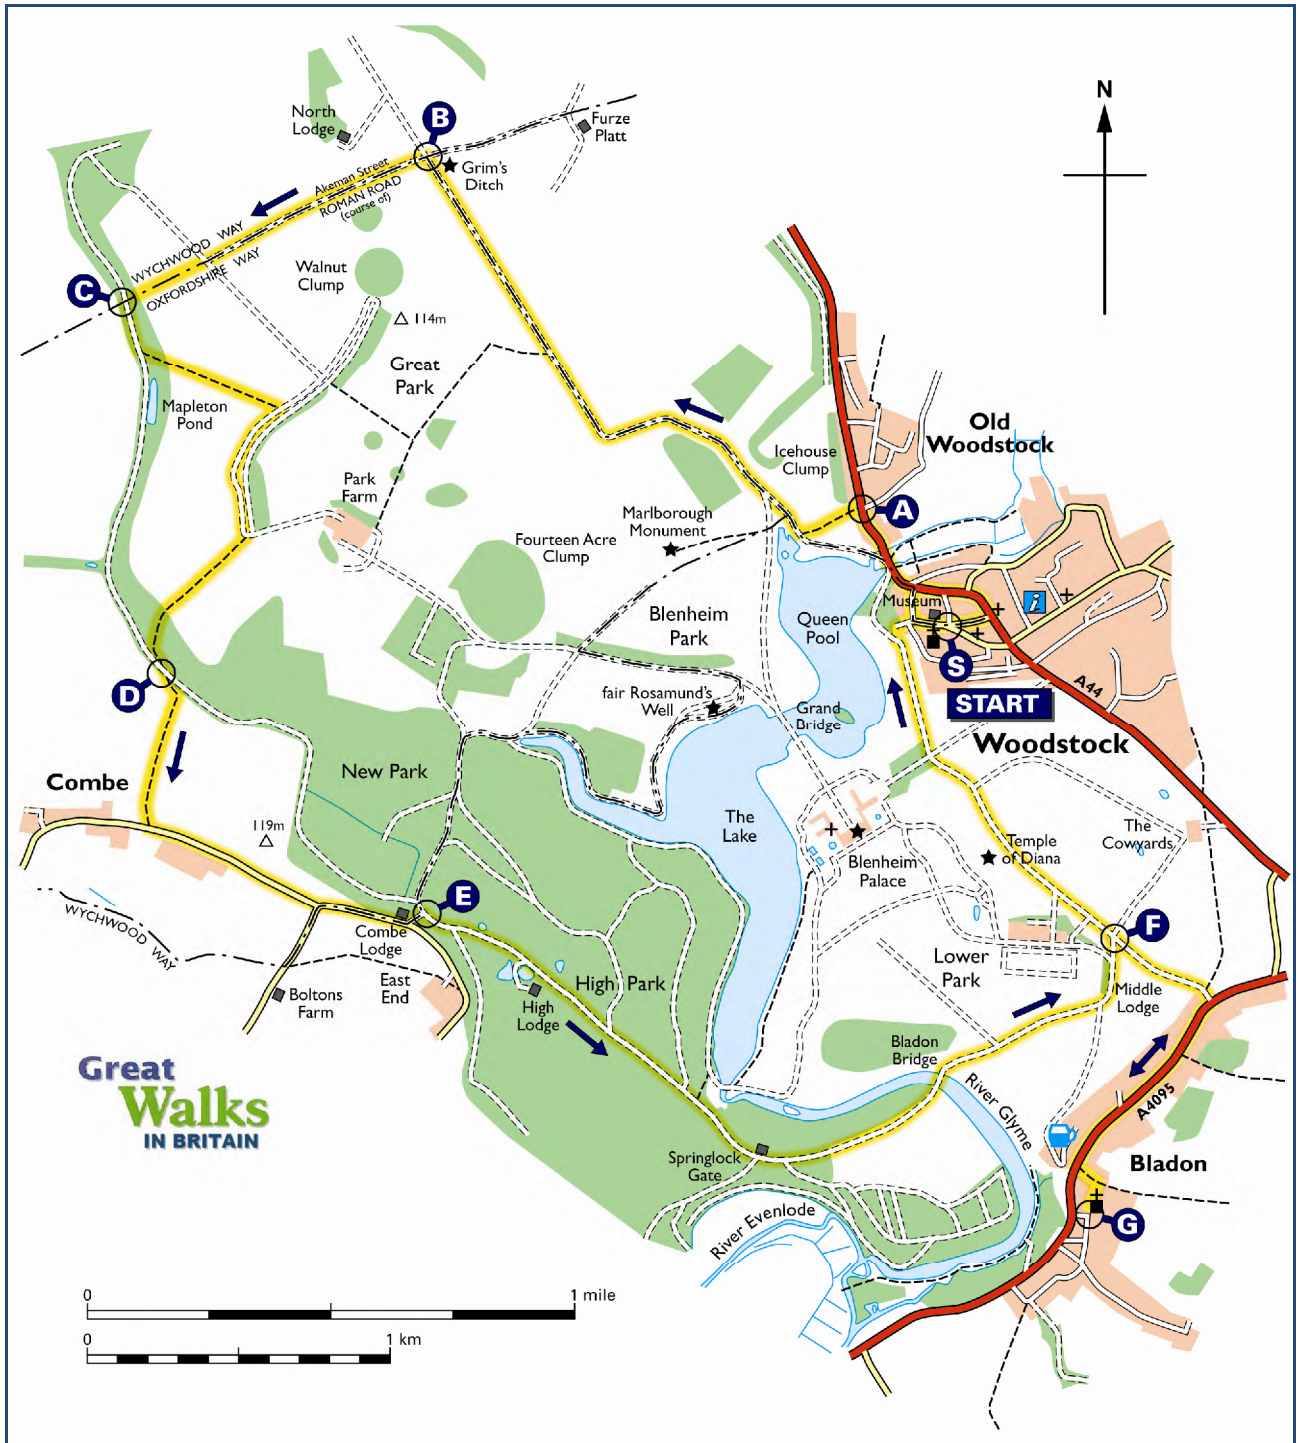 N
B
North
Lodge
Furze
Platt
Grim's
Ditch
Akeman Street
ROMAN ROAD
(course of)
WYCHWOOD WAY
OXFORDSHIRE WAY
C
Walnut
Clump
114m
Great
Park
Mapleton
Pond
Old
Woodstock
Icehouse
Clump
A
Park
Farm
Marlborough
Monument
Fourteen Acre
Clump
Museum
i
Blenheim
Park
Queen
Pool
S
START
A44
D
fair Rosamund's
Well
Grand
Bridge
Woodstock
Combe
New Park
119m
The
Lake
The
Cowyards
Temple
of Diana
Blenheim
Palace
E
F
WYCHWOOD WAY
Combe
Lodge
East
End
Boltons
Farm
High Park
High
Lodge
Lower
Park
Middle
Lodge
Bladon
Bridge
River Glyme
A4095
Great
Walks
IN BRITAIN
Springlock
Gate
Bladon
G
River Evenlode
0
1 mile
0
1 km